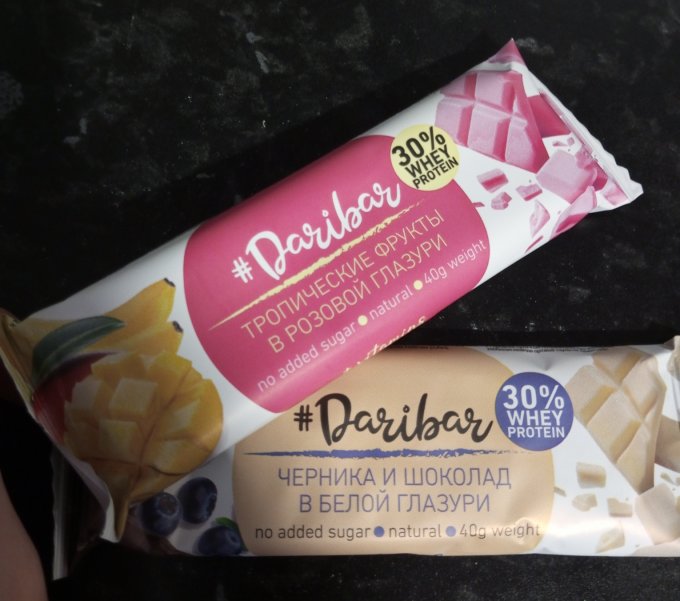 30%
WHEY
PROTEIN
#Daribar
ТРОПИЧЕСКИЕ ФРУКТЫ
В РОЗОВОЙ ГЛАЗУРИ
no added sugar • natural • 40g weight
30%
WHEY
PROTEIN
#Daribar
ЧЕРНИКА И ШОКОЛАД
В БЕЛОЙ ГЛАЗУРИ
no added sugar • natural • 40g weight